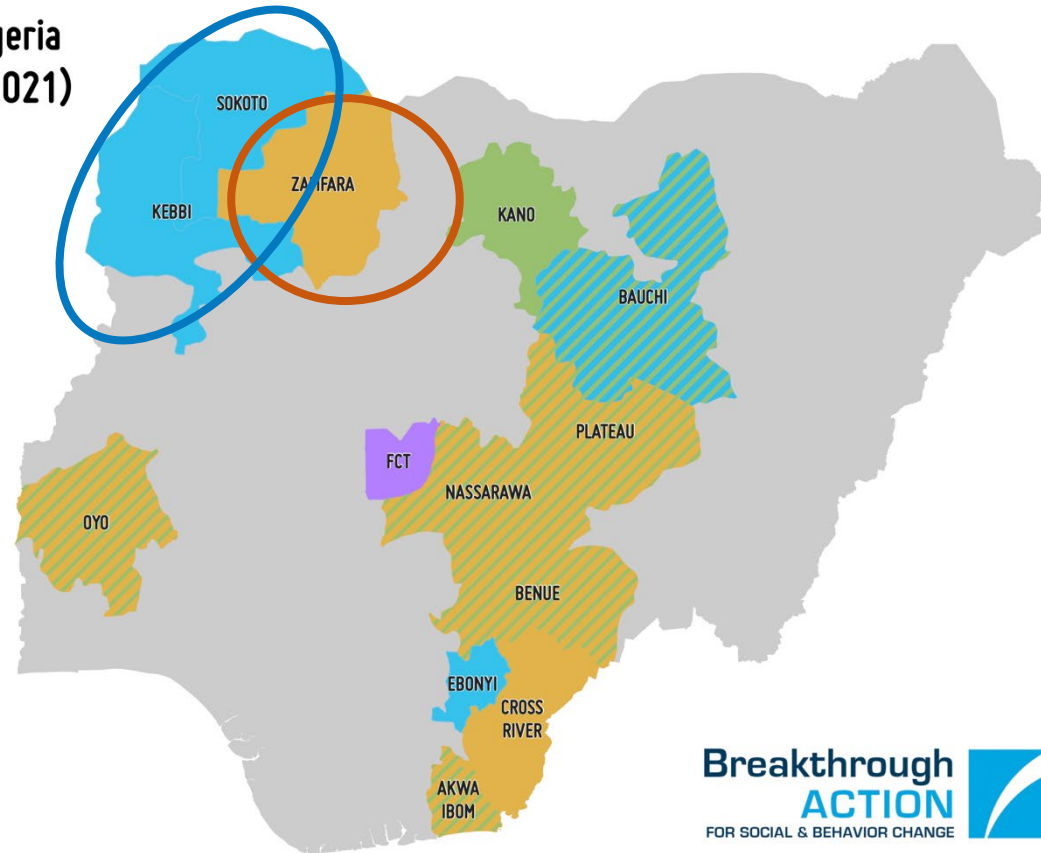 geria
021)
SOKOTO
ZAMFARA
KEBBI
KANO
BAUCHI
PLATEAU
FCT
NASSARAWA
OYO
BENUE
EBONYI
CROSS
RIVER
AKWA
IBOM
Breakthrough
ACTION
FOR SOCIAL & BEHAVIOR CHANGE